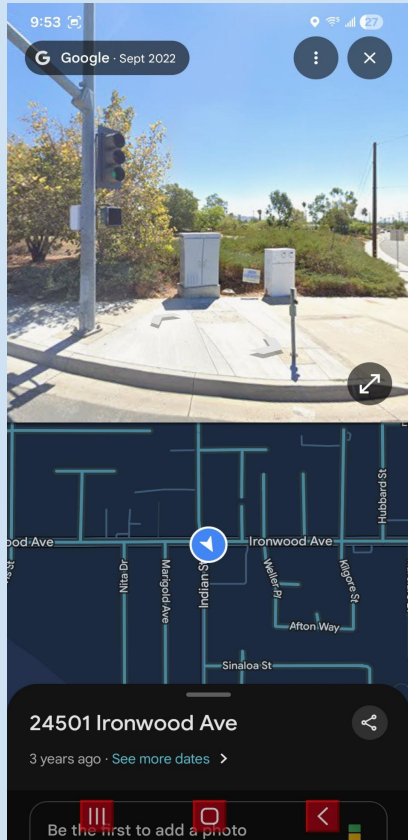 9:53
27
Google · Sept 2022
Hubbard St
ood Ave
Ironwood Ave
Nita Dr
Marigold Ave
Indian S
Weller Pl
Kilgore St
Afton Way
Sinaloa St
24501 Ironwood Ave
3 years ago · See more dates
Be the first to add a photo